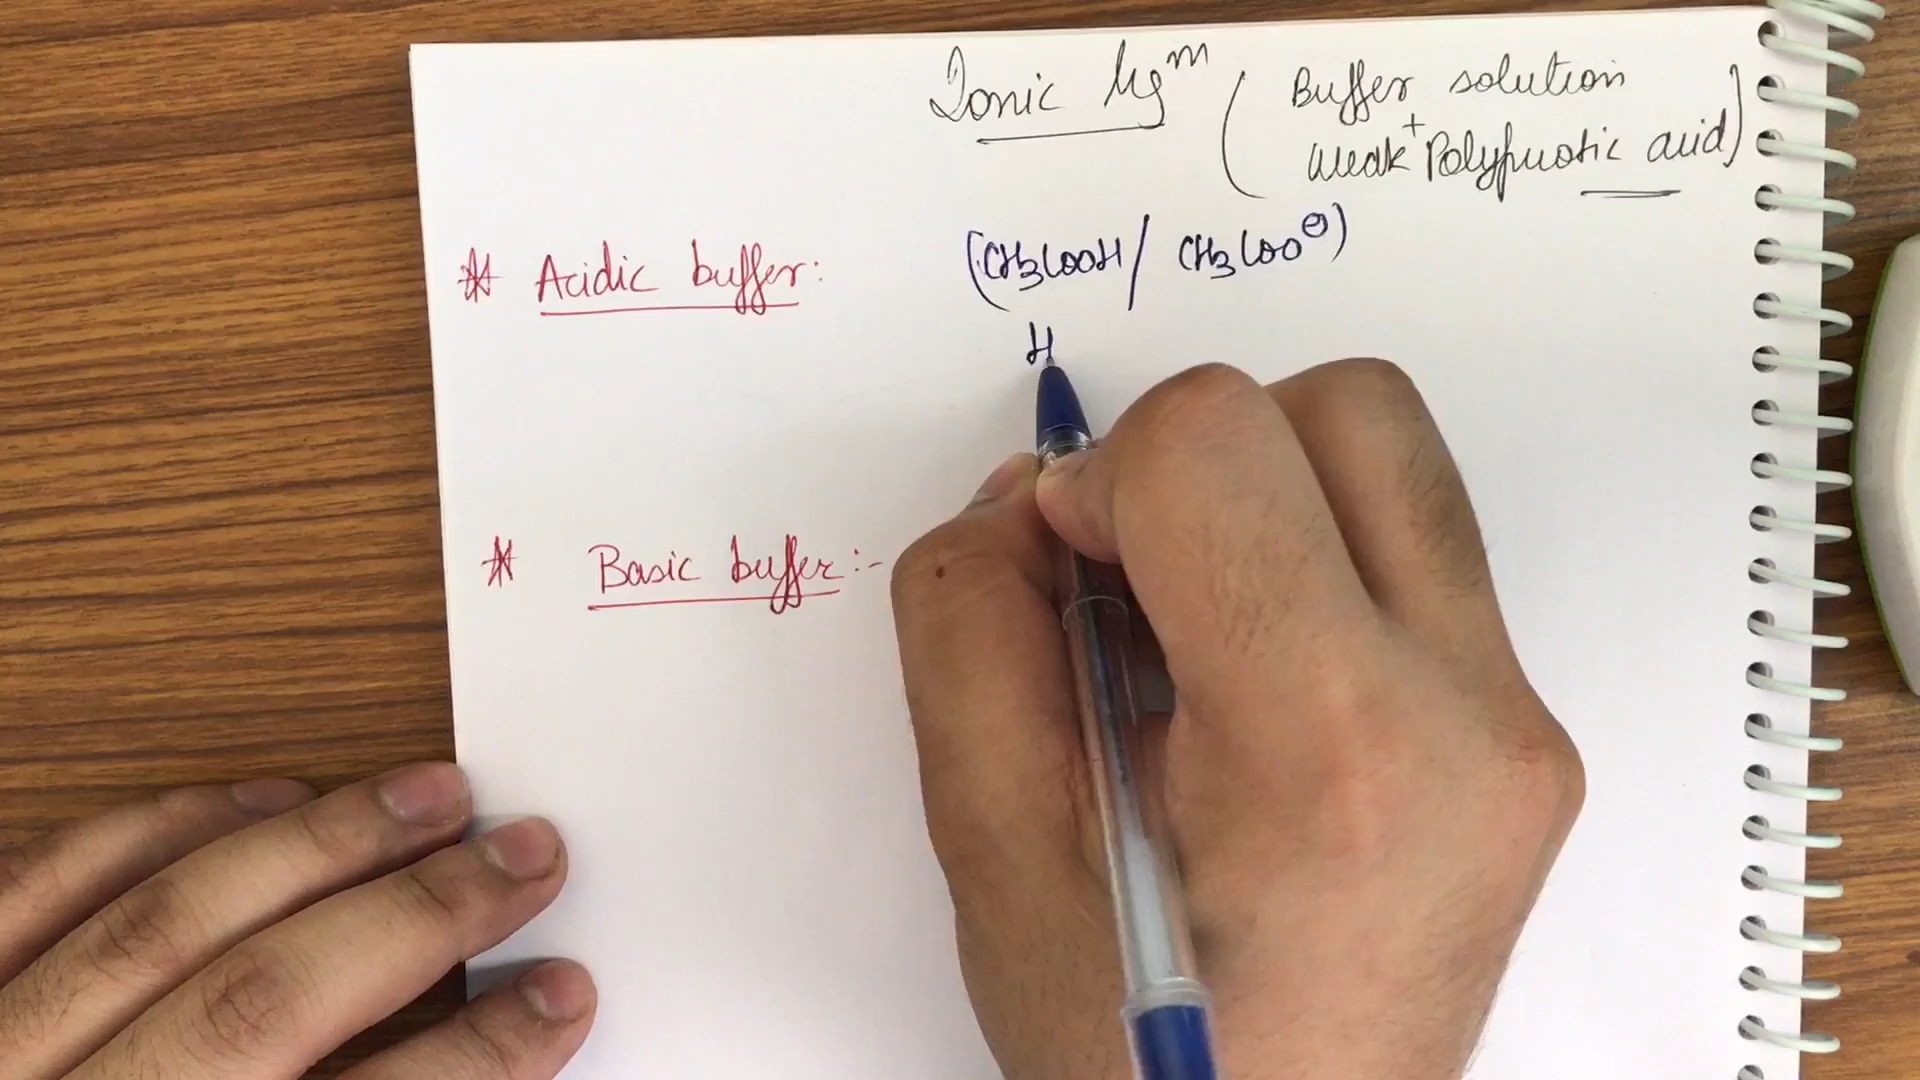 Ionic Eqᵐ ( Buffer solution
+
Weak Polyprotic acid)
* Acidic buffer: (CH₃COOH / CH₃COO⊖)
H
* Basic buffer :-